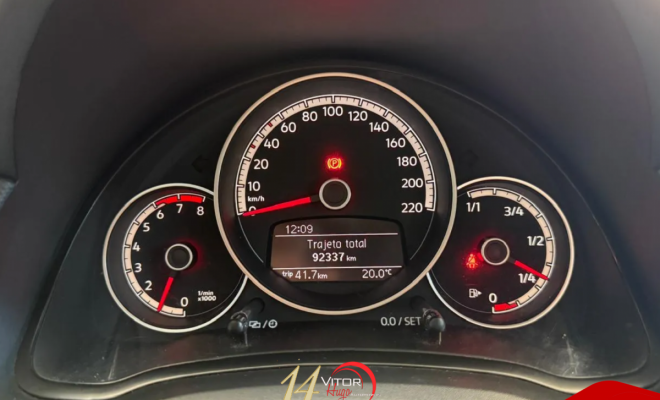 0
10
20
40
60
80
100
120
140
160
180
200
220
km/h
P
12:09
Trajeto total
92337 km
trip 41.7 km 20.0°C
0
1
2
3
4
5
6
7
8
1/min
x1000
1/1
3/4
1/2
1/4
0
0.0 / SET
14 VITOR
Hugo